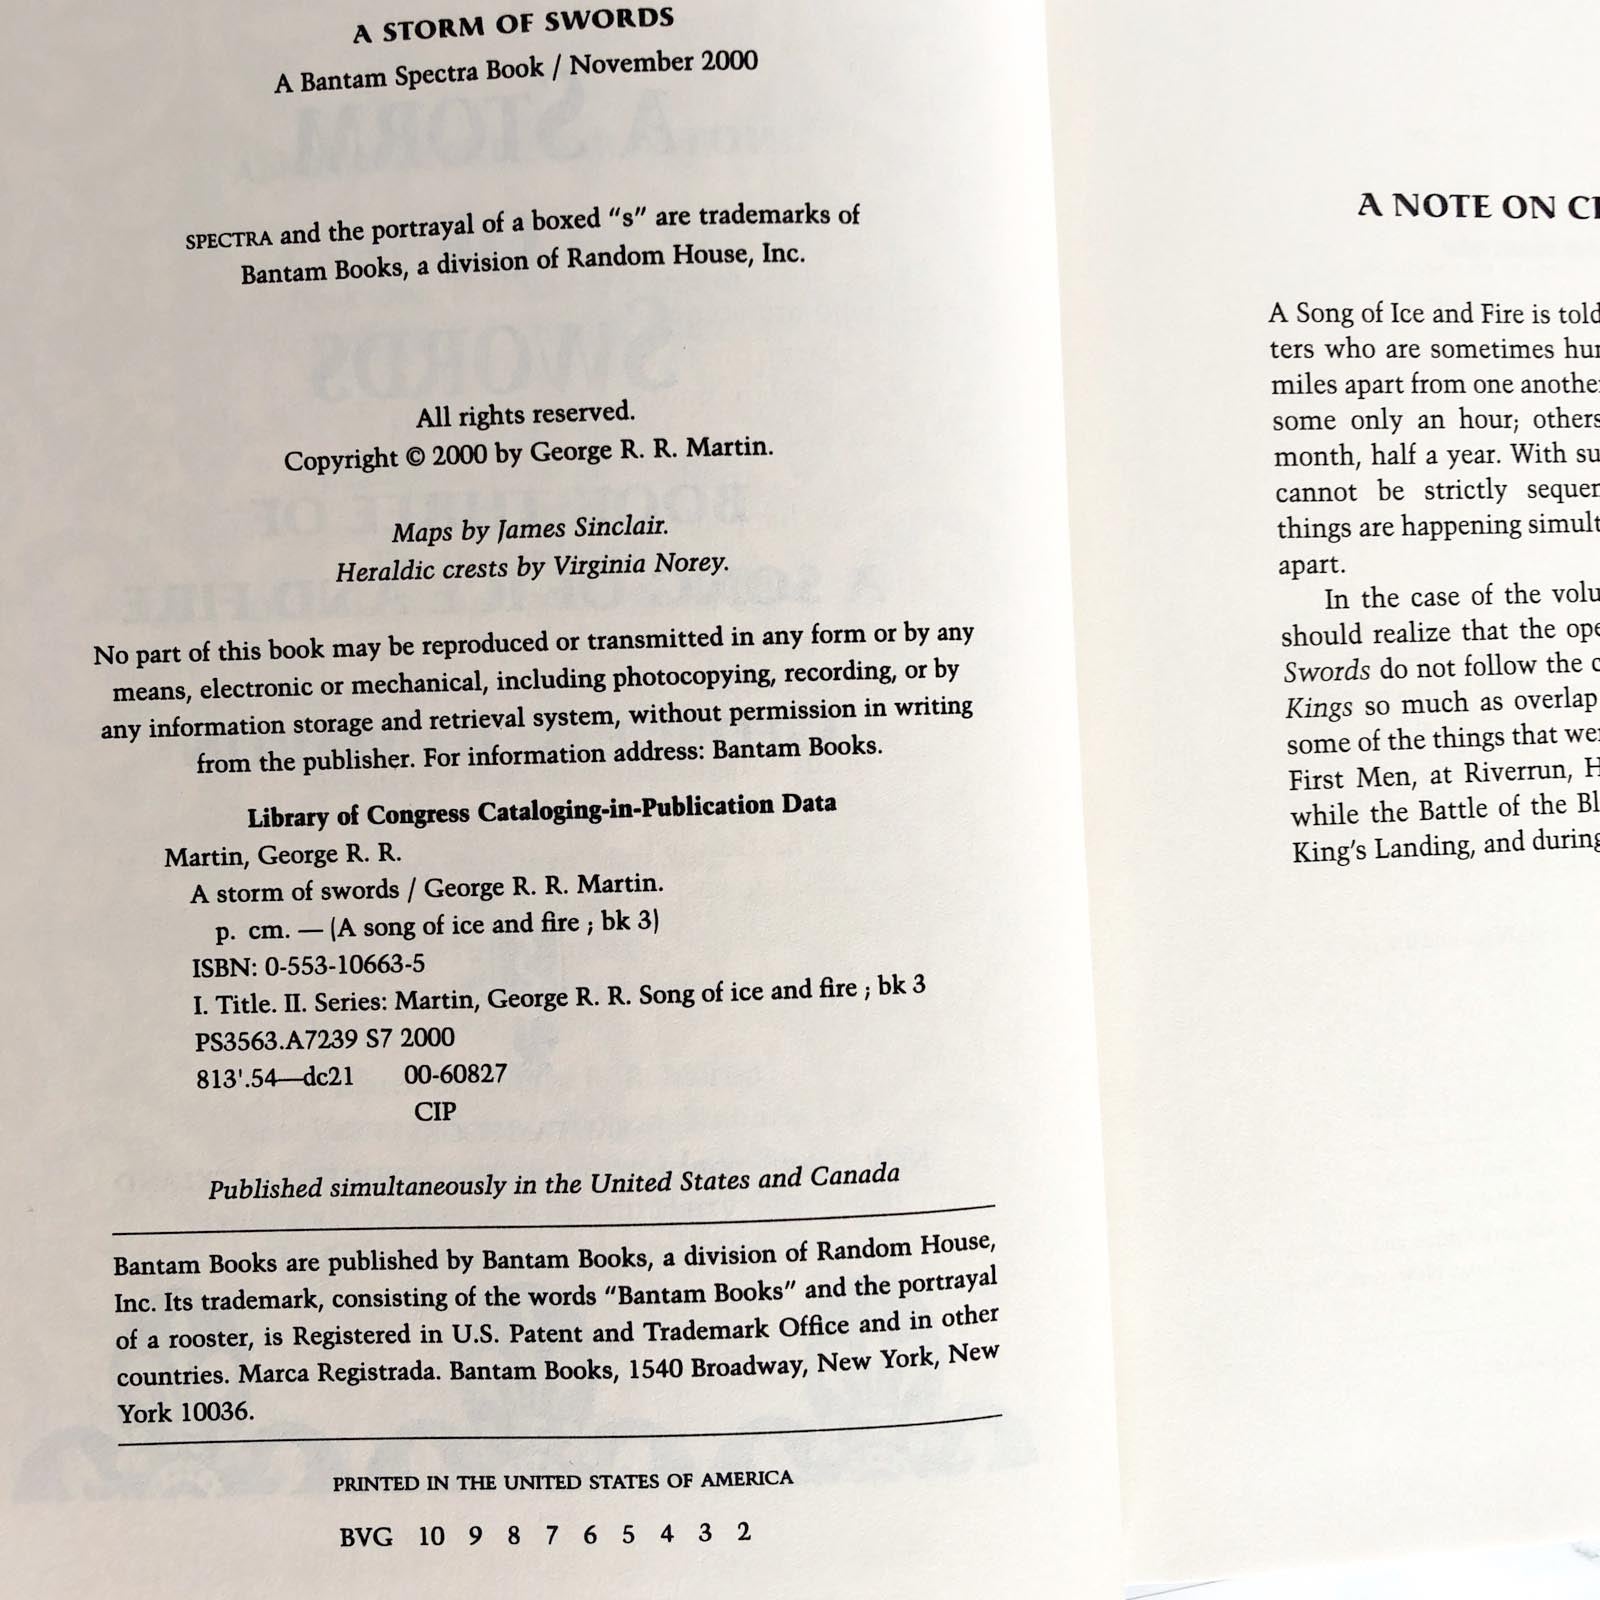 A STORM OF SWORDS
A Bantam Spectra Book / November 2000
SPECTRA and the portrayal of a boxed "s" are trademarks of
Bantam Books, a division of Random House, Inc.
All rights reserved.
Copyright © 2000 by George R. R. Martin.
Maps by James Sinclair.
Heraldic crests by Virginia Norey.
No part of this book may be reproduced or transmitted in any form or by any
means, electronic or mechanical, including photocopying, recording, or by
any information storage and retrieval system, without permission in writing
from the publisher. For information address: Bantam Books.
Library of Congress Cataloging-in-Publication Data
Martin, George R. R.
A storm of swords / George R. R. Martin.
p. cm. — (A song of ice and fire ; bk 3)
ISBN: 0-553-10663-5
I. Title. II. Series: Martin, George R. R. Song of ice and fire ; bk 3
PS3563.A7239 S7 2000
813'.54—dc21 00-60827
CIP
Published simultaneously in the United States and Canada
Bantam Books are published by Bantam Books, a division of Random House,
Inc. Its trademark, consisting of the words "Bantam Books" and the portrayal
of a rooster, is Registered in U.S. Patent and Trademark Office and in other
countries. Marca Registrada. Bantam Books, 1540 Broadway, New York, New
York 10036.
PRINTED IN THE UNITED STATES OF AMERICA
BVG 10 9 8 7 6 5 4 3 2
A NOTE ON
A Song of Ice and Fire is told
ters who are sometimes
miles apart from one
some only an hour; others
month, half a year. With
cannot be strictly
things are happening
apart.
In the case of the
should realize that the
Swords do not follow the
Kings so much as overlap
some of the things that
First Men, at Riverrun,
while the Battle of the
King's Landing, and during